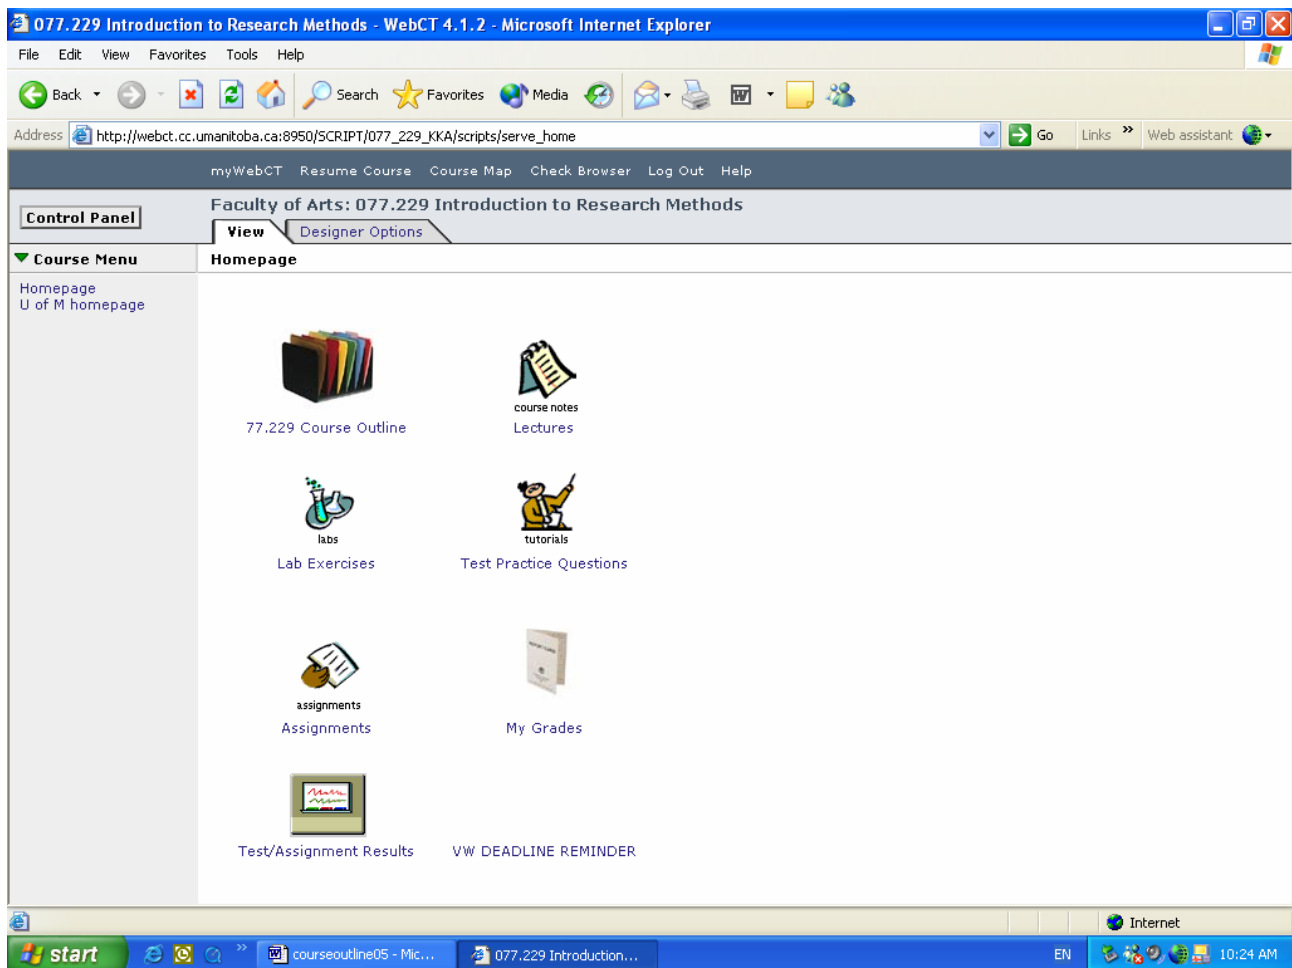 077.229 Introduction to Research Methods - WebCT 4.1.2 - Microsoft Internet Explorer
File Edit View Favorites Tools Help
Back Search Favorites Media
Address http://webct.cc.umanitoba.ca:8950/SCRIPT/077_229_KKA/scripts/serve_home Go Links » Web assistant
myWebCT Resume Course Course Map Check Browser Log Out Help
Control Panel
Faculty of Arts: 077.229 Introduction to Research Methods
View Designer Options
Course Menu
Homepage
Homepage
U of M homepage
course notes
77.229 Course Outline Lectures
labs tutorials
Lab Exercises Test Practice Questions
REPORT CARD
assignments
Assignments My Grades
Test/Assignment Results VW DEADLINE REMINDER
Internet
start » courseoutline05 - Mic... 077.229 Introduction... EN 10:24 AM